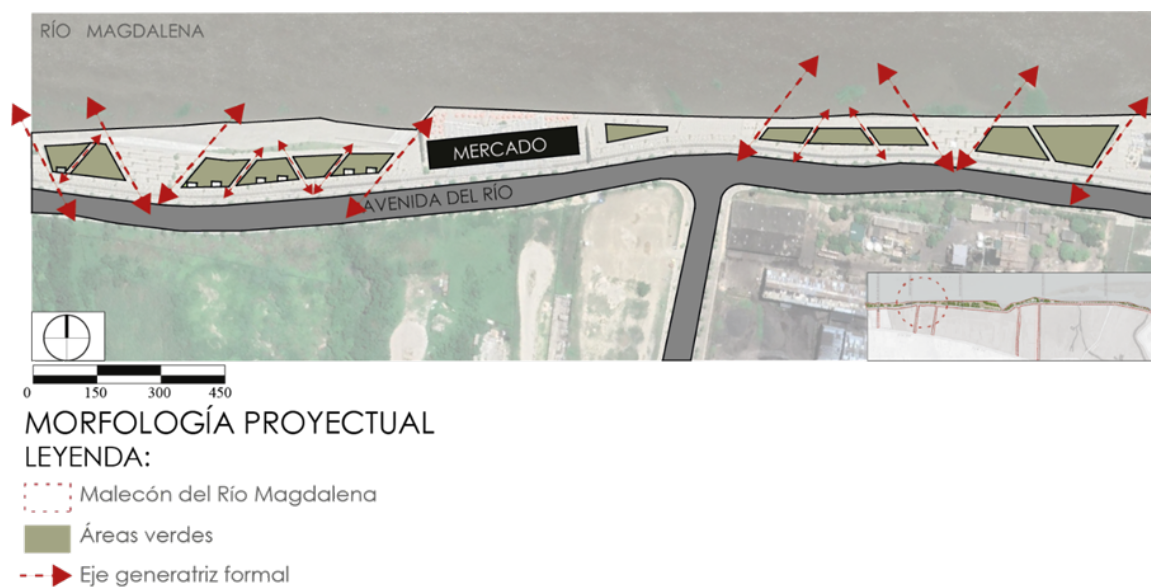 RÍO MAGDALENA
MERCADO
AVENIDA DEL RÍO
0 150 300 450
MORFOLOGÍA PROYECTUAL
LEYENDA:
Malecón del Río Magdalena
Áreas verdes
Eje generatriz formal